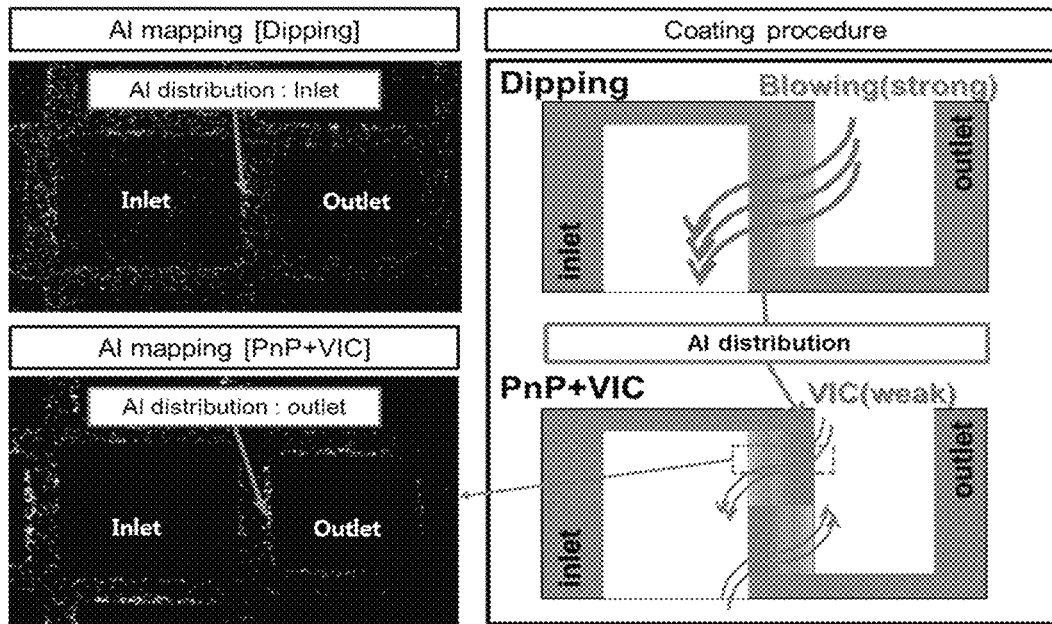 Al mapping [Dipping]
Al distribution : Inlet
Inlet
Outlet
Al mapping [PnP+VIC]
Al distribution : outlet
Inlet
Outlet
Coating procedure
Dipping
Blowing(strong)
inlet
outlet
Al distribution
PnP+VIC
VIC(weak)
inlet
outlet